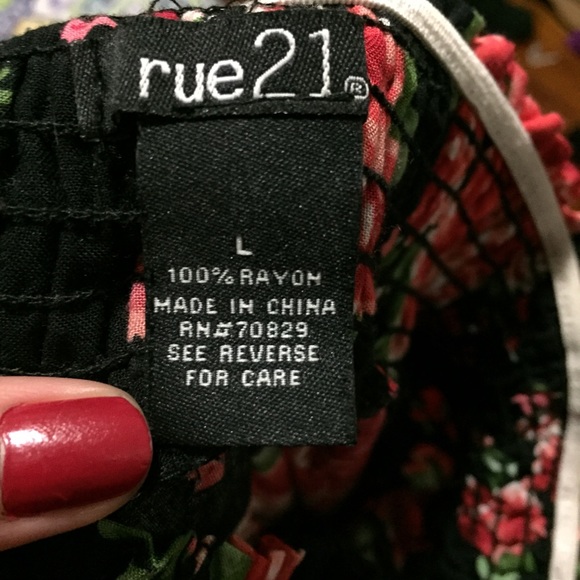 rue21®
L
100% RAYON
MADE IN CHINA
RN#70829
SEE REVERSE
FOR CARE